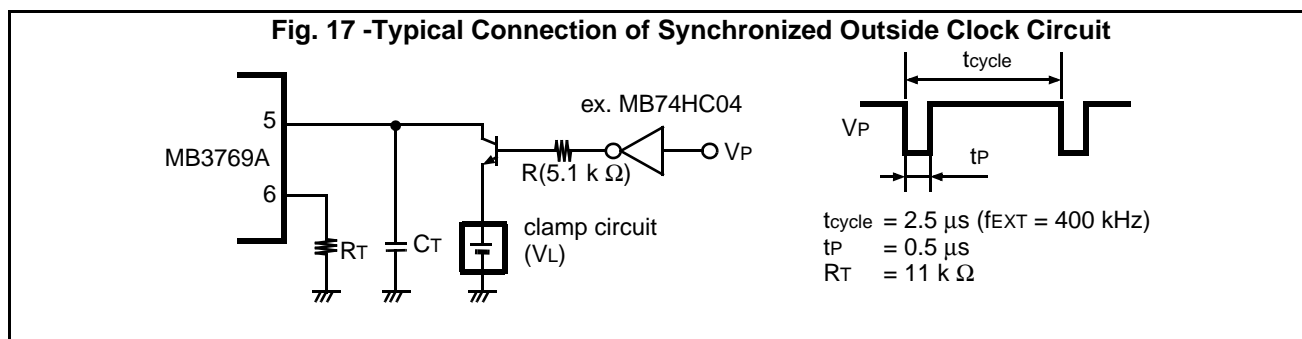 Fig. 17 -Typical Connection of Synchronized Outside Clock Circuit
tcycle
ex. MB74HC04
5
VP
VP
MB3769A
R(5.1 k Ω)
tP
6
RT
CT
clamp circuit
(VL)
tcycle = 2.5 µs (fEXT = 400 kHz)
tP = 0.5 µs
RT = 11 k Ω